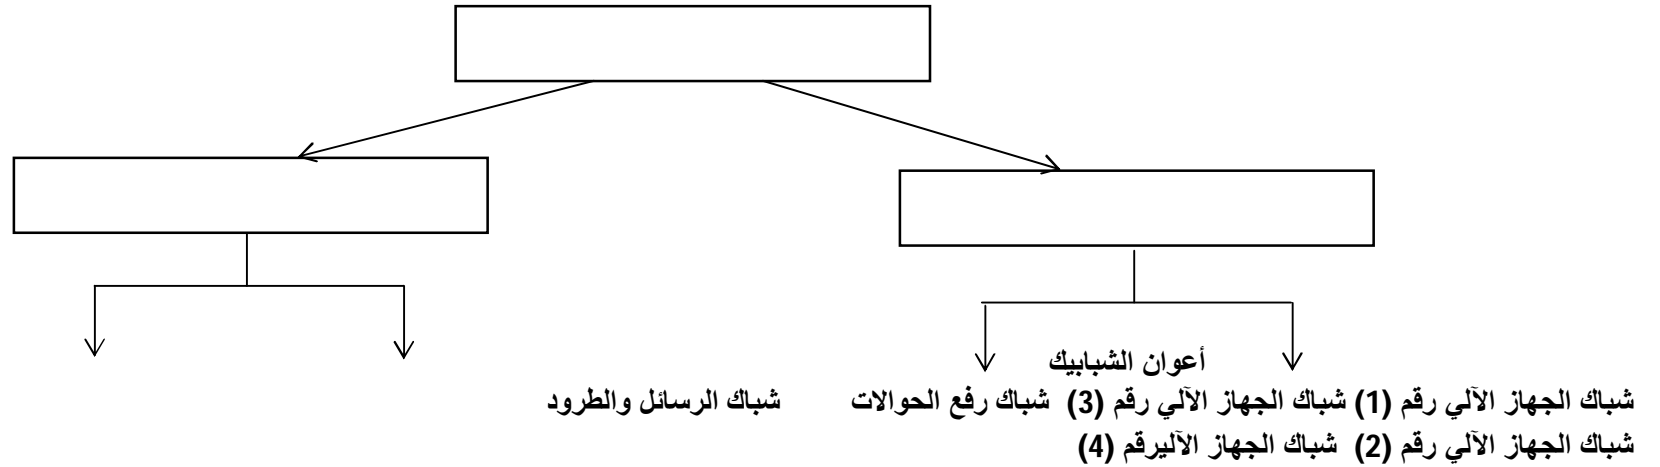 أعوان الشبابيك
شباك الجهاز الآلي رقم (1) شباك الجهاز الآلي رقم (3) شباك رفع الحوالات شباك الرسائل والطرود
شباك الجهاز الآلي رقم (2) شباك الجهاز الآليرقم (4)